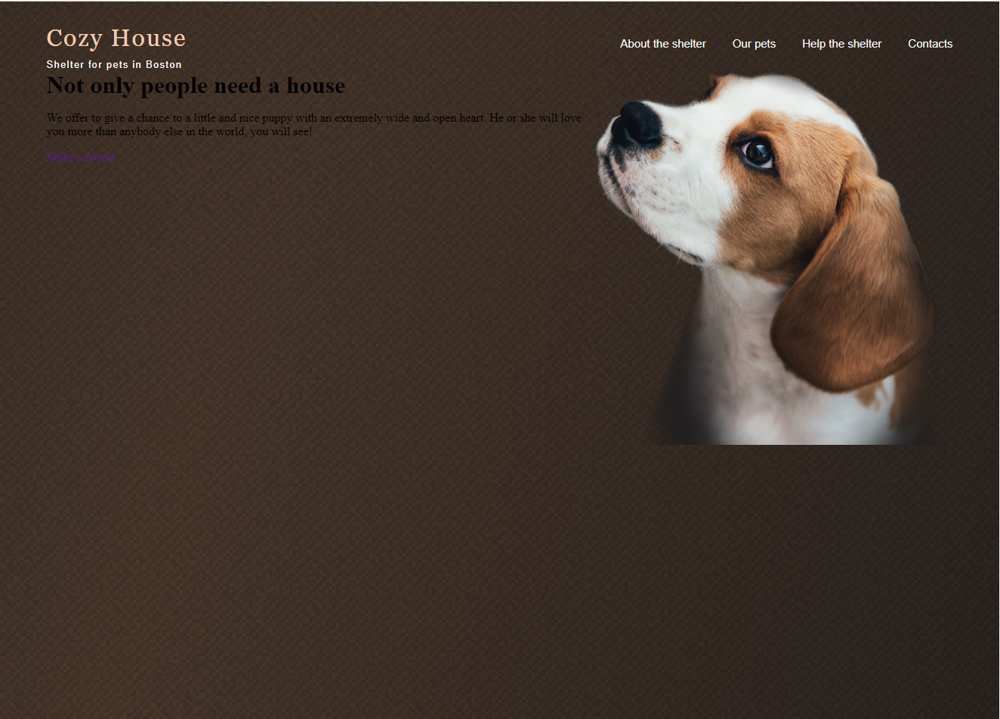 Cozy House
Shelter for pets in Boston
About the shelter
Our pets
Help the shelter
Contacts
Not only people need a house
We offer to give a chance to a little and nice puppy with an extremely wide and open heart. He or she will love
you more than anybody else in the world, you will see!
Make a friend